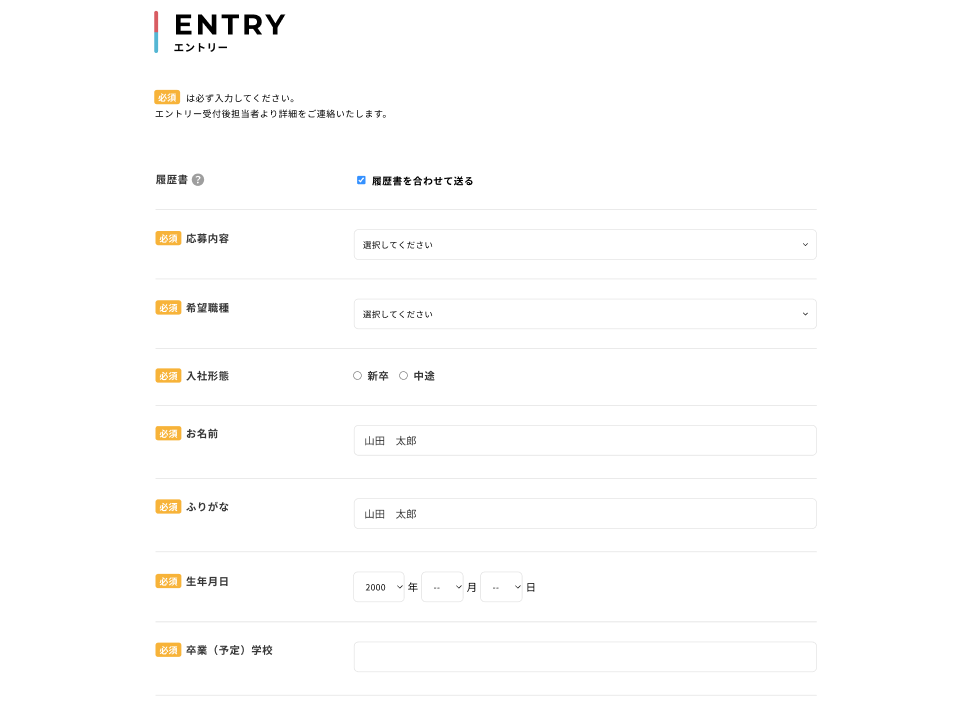 ENTRY
エントリー
必須 は必ず入力してください。
エントリー受付後担当者より詳細をご連絡いたします。
履歴書 ? 履歴書を合わせて送る
必須 応募内容 選択してください
必須 希望職種 選択してください
必須 入社形態 新卒 中途
必須 お名前 山田　太郎
必須 ふりがな 山田　太郎
必須 生年月日 2000 年 -- 月 -- 日
必須 卒業（予定）学校